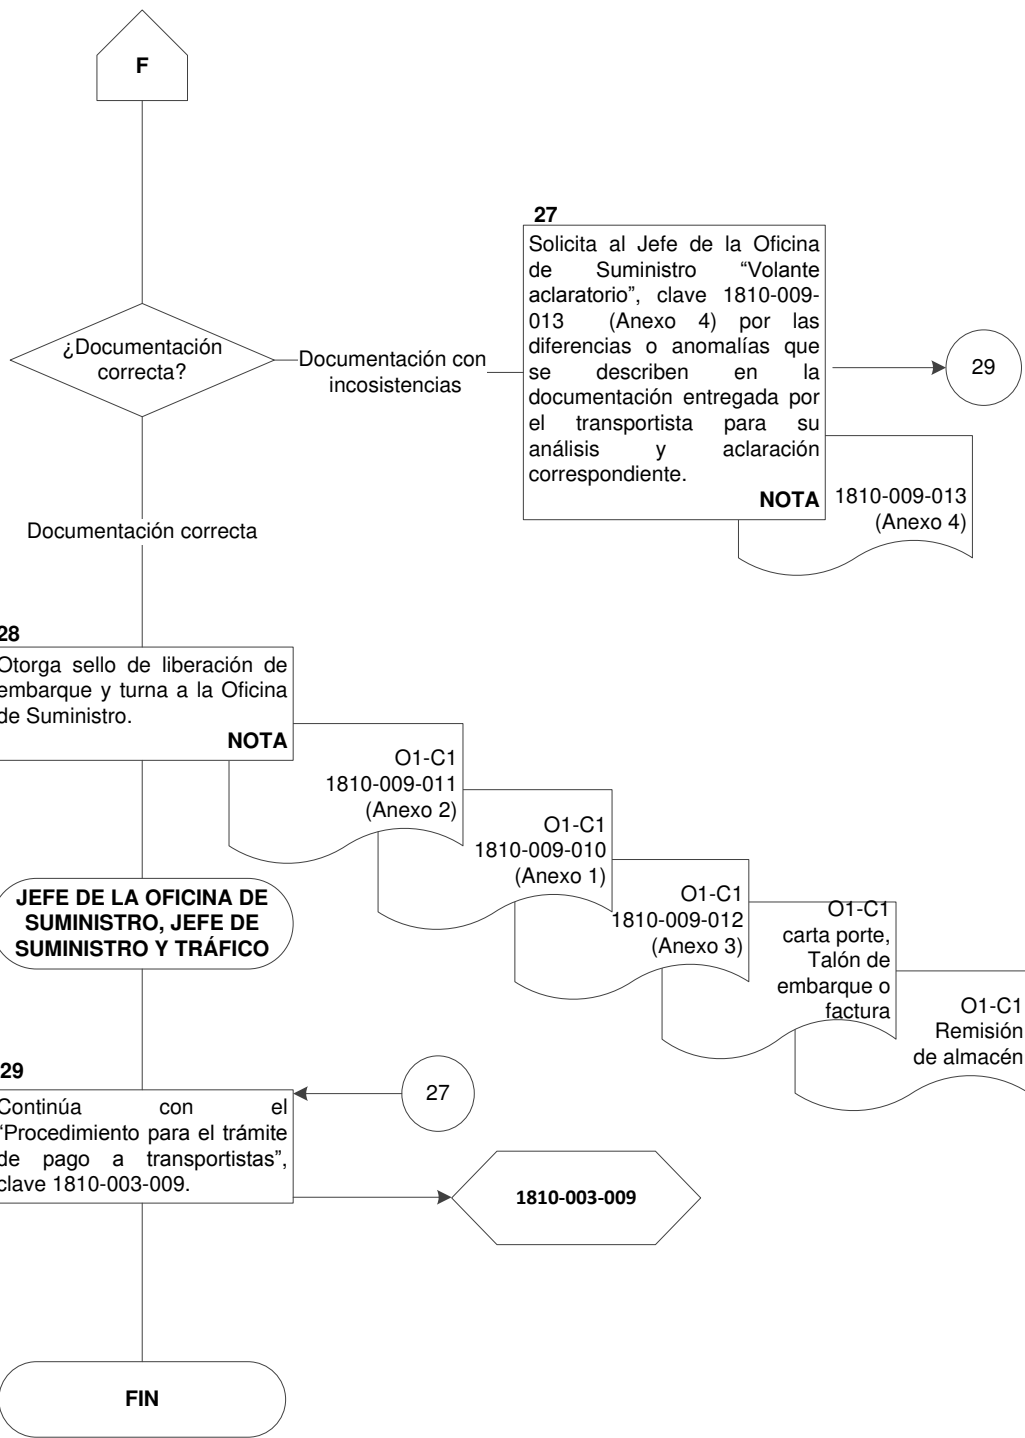 F
27
Solicita al Jefe de la Oficina
de Suministro “Volante
aclaratorio”, clave 1810-009-
013 (Anexo 4) por las
diferencias o anomalías que
se describen en la
documentación entregada por
el transportista para su
análisis y aclaración
correspondiente.
NOTA
29
¿Documentación
correcta?
Documentación con
incosistencias
1810-009-013
(Anexo 4)
Documentación correcta
28
Otorga sello de liberación de
embarque y turna a la Oficina
de Suministro.
NOTA
O1-C1
1810-009-011
(Anexo 2)
O1-C1
1810-009-010
(Anexo 1)
O1-C1
1810-009-012
(Anexo 3)
O1-C1
carta porte,
Talón de
embarque o
factura
O1-C1
Remisión
de almacén
JEFE DE LA OFICINA DE
SUMINISTRO, JEFE DE
SUMINISTRO Y TRÁFICO
29
Continúa con el
“Procedimiento para el trámite
de pago a transportistas”,
clave 1810-003-009.
27
1810-003-009
FIN